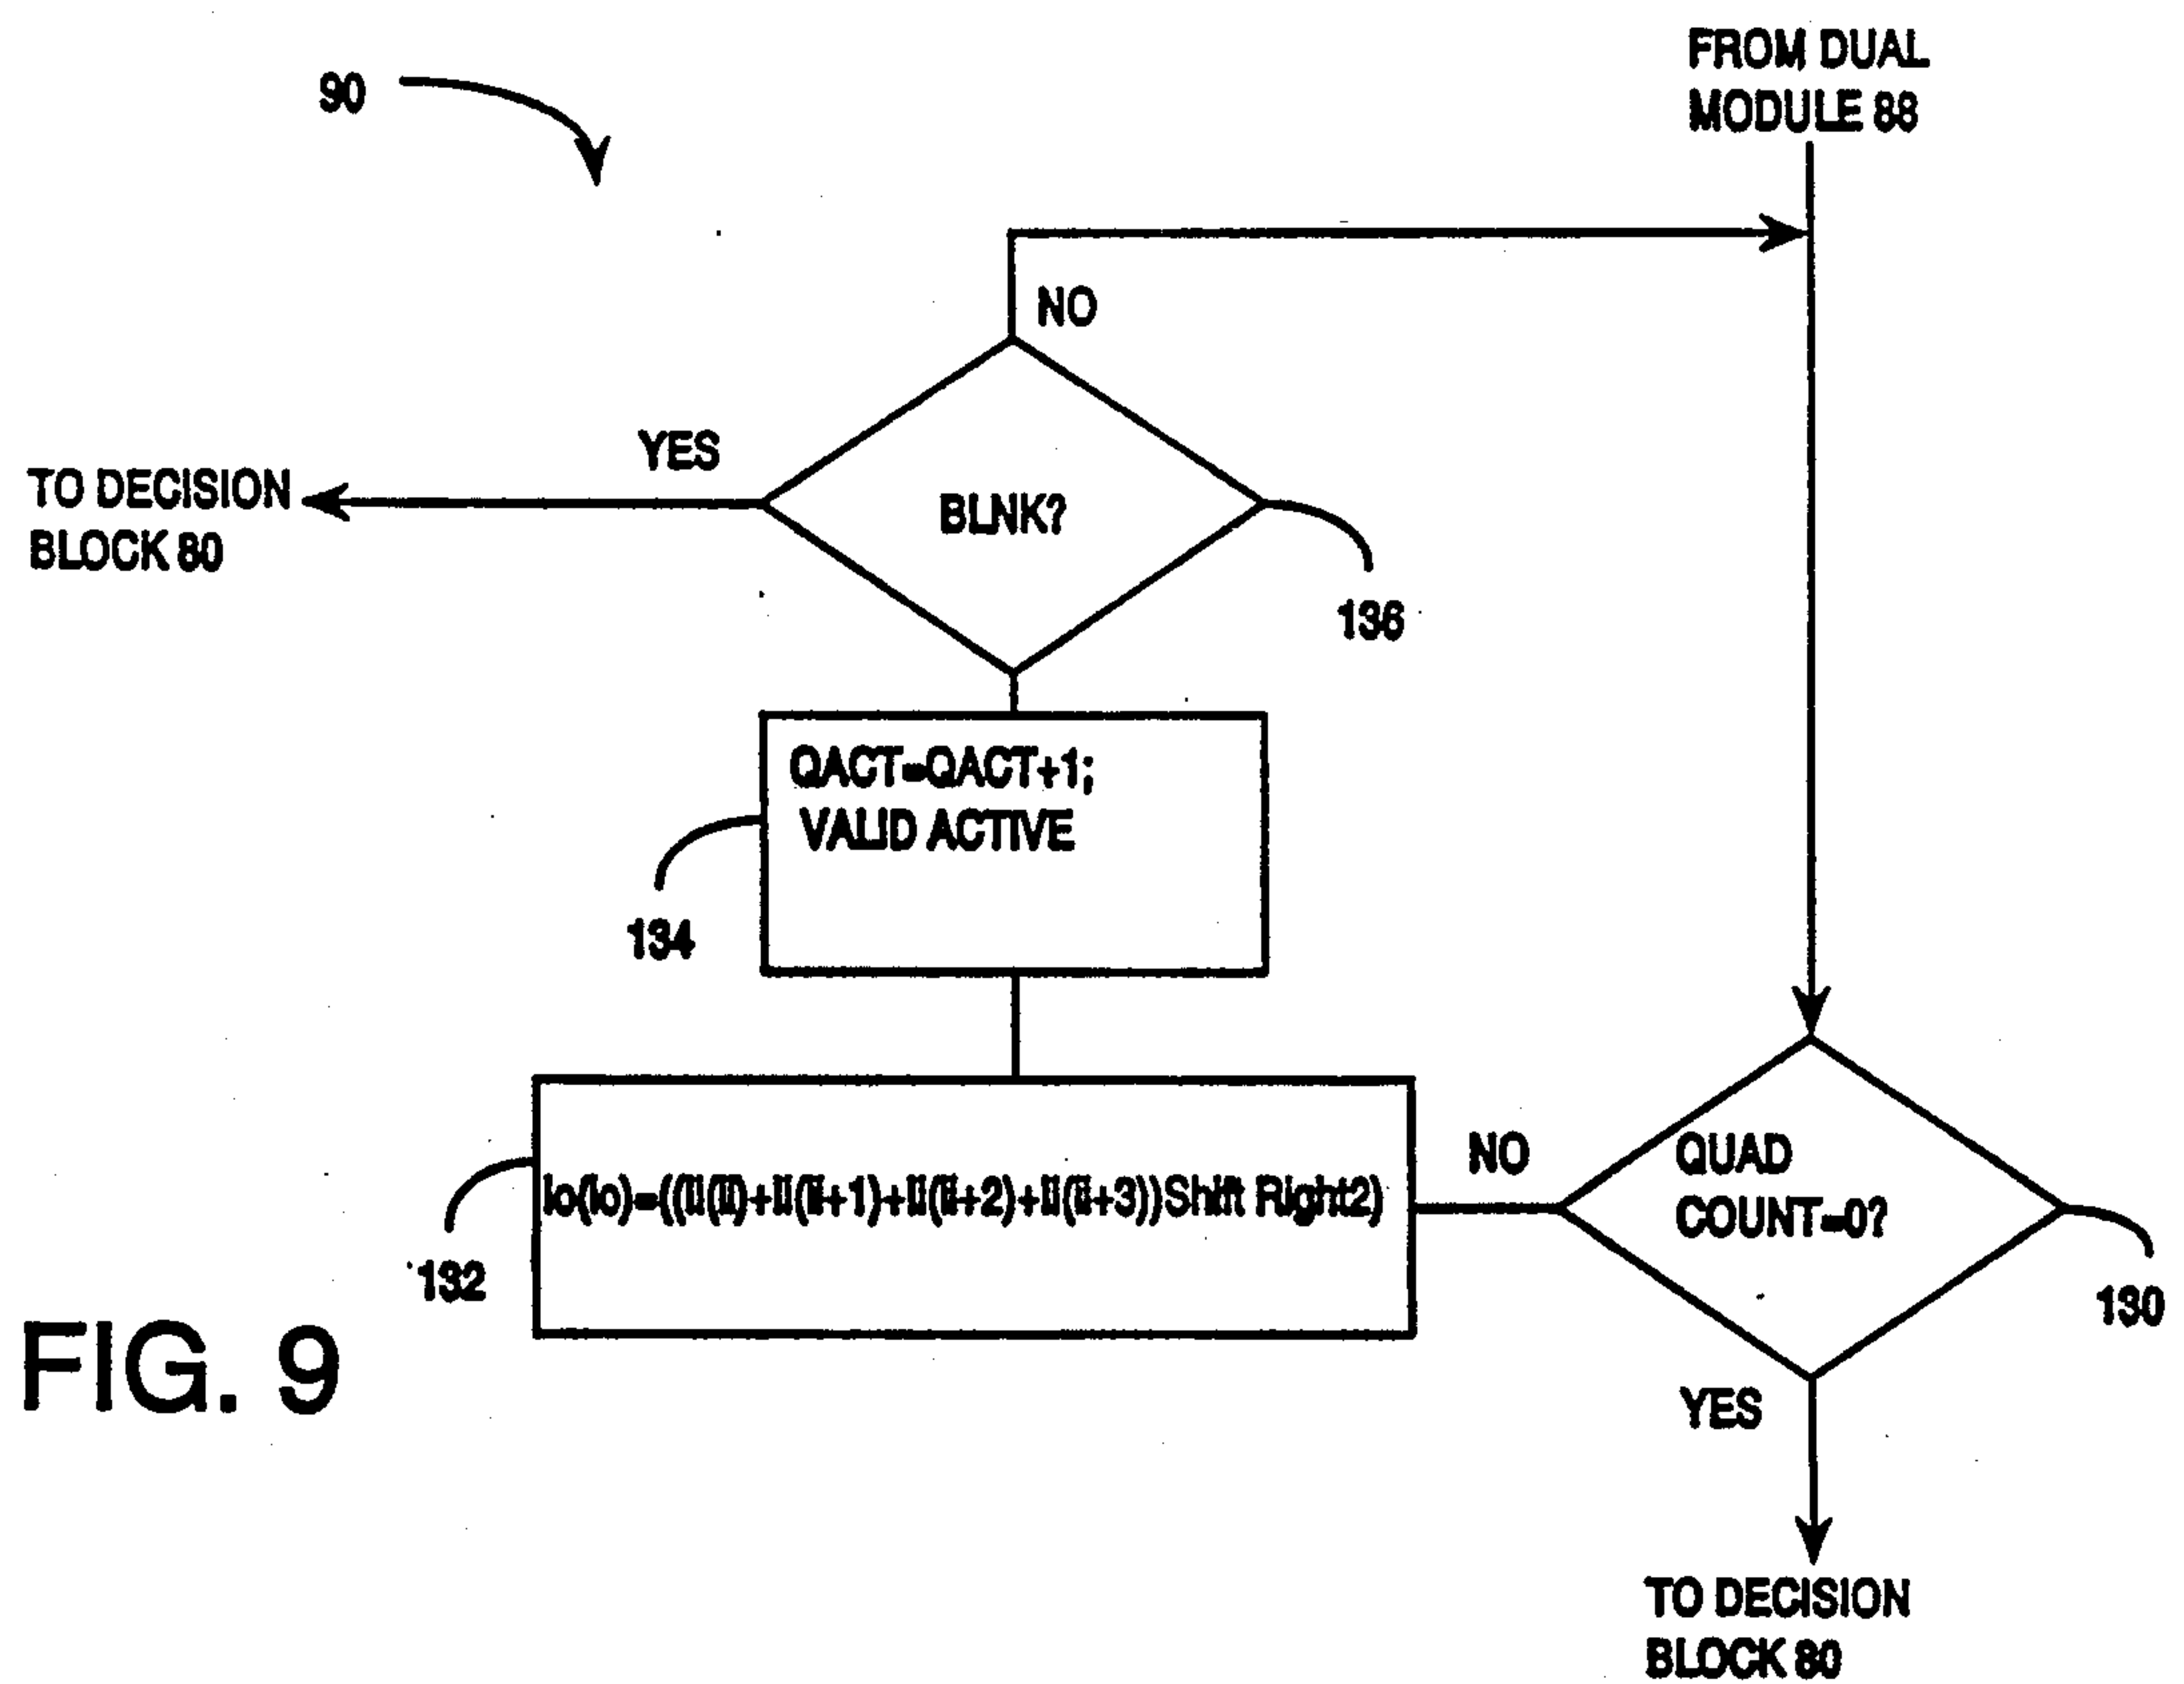 FROM DUAL
MODULE 88
90
NO
YES
TO DECISION
BLOCK 80
BLNK?
136
QACT=QACT+1;
VALID ACTIVE
134
NO
QUAD
COUNT=0?
Io(io)=((Ii(ii)+Ii(ii+1)+Ii(ii+2)+Ii(ii+3))Shift Right2)
132
130
FIG. 9
YES
TO DECISION
BLOCK 80